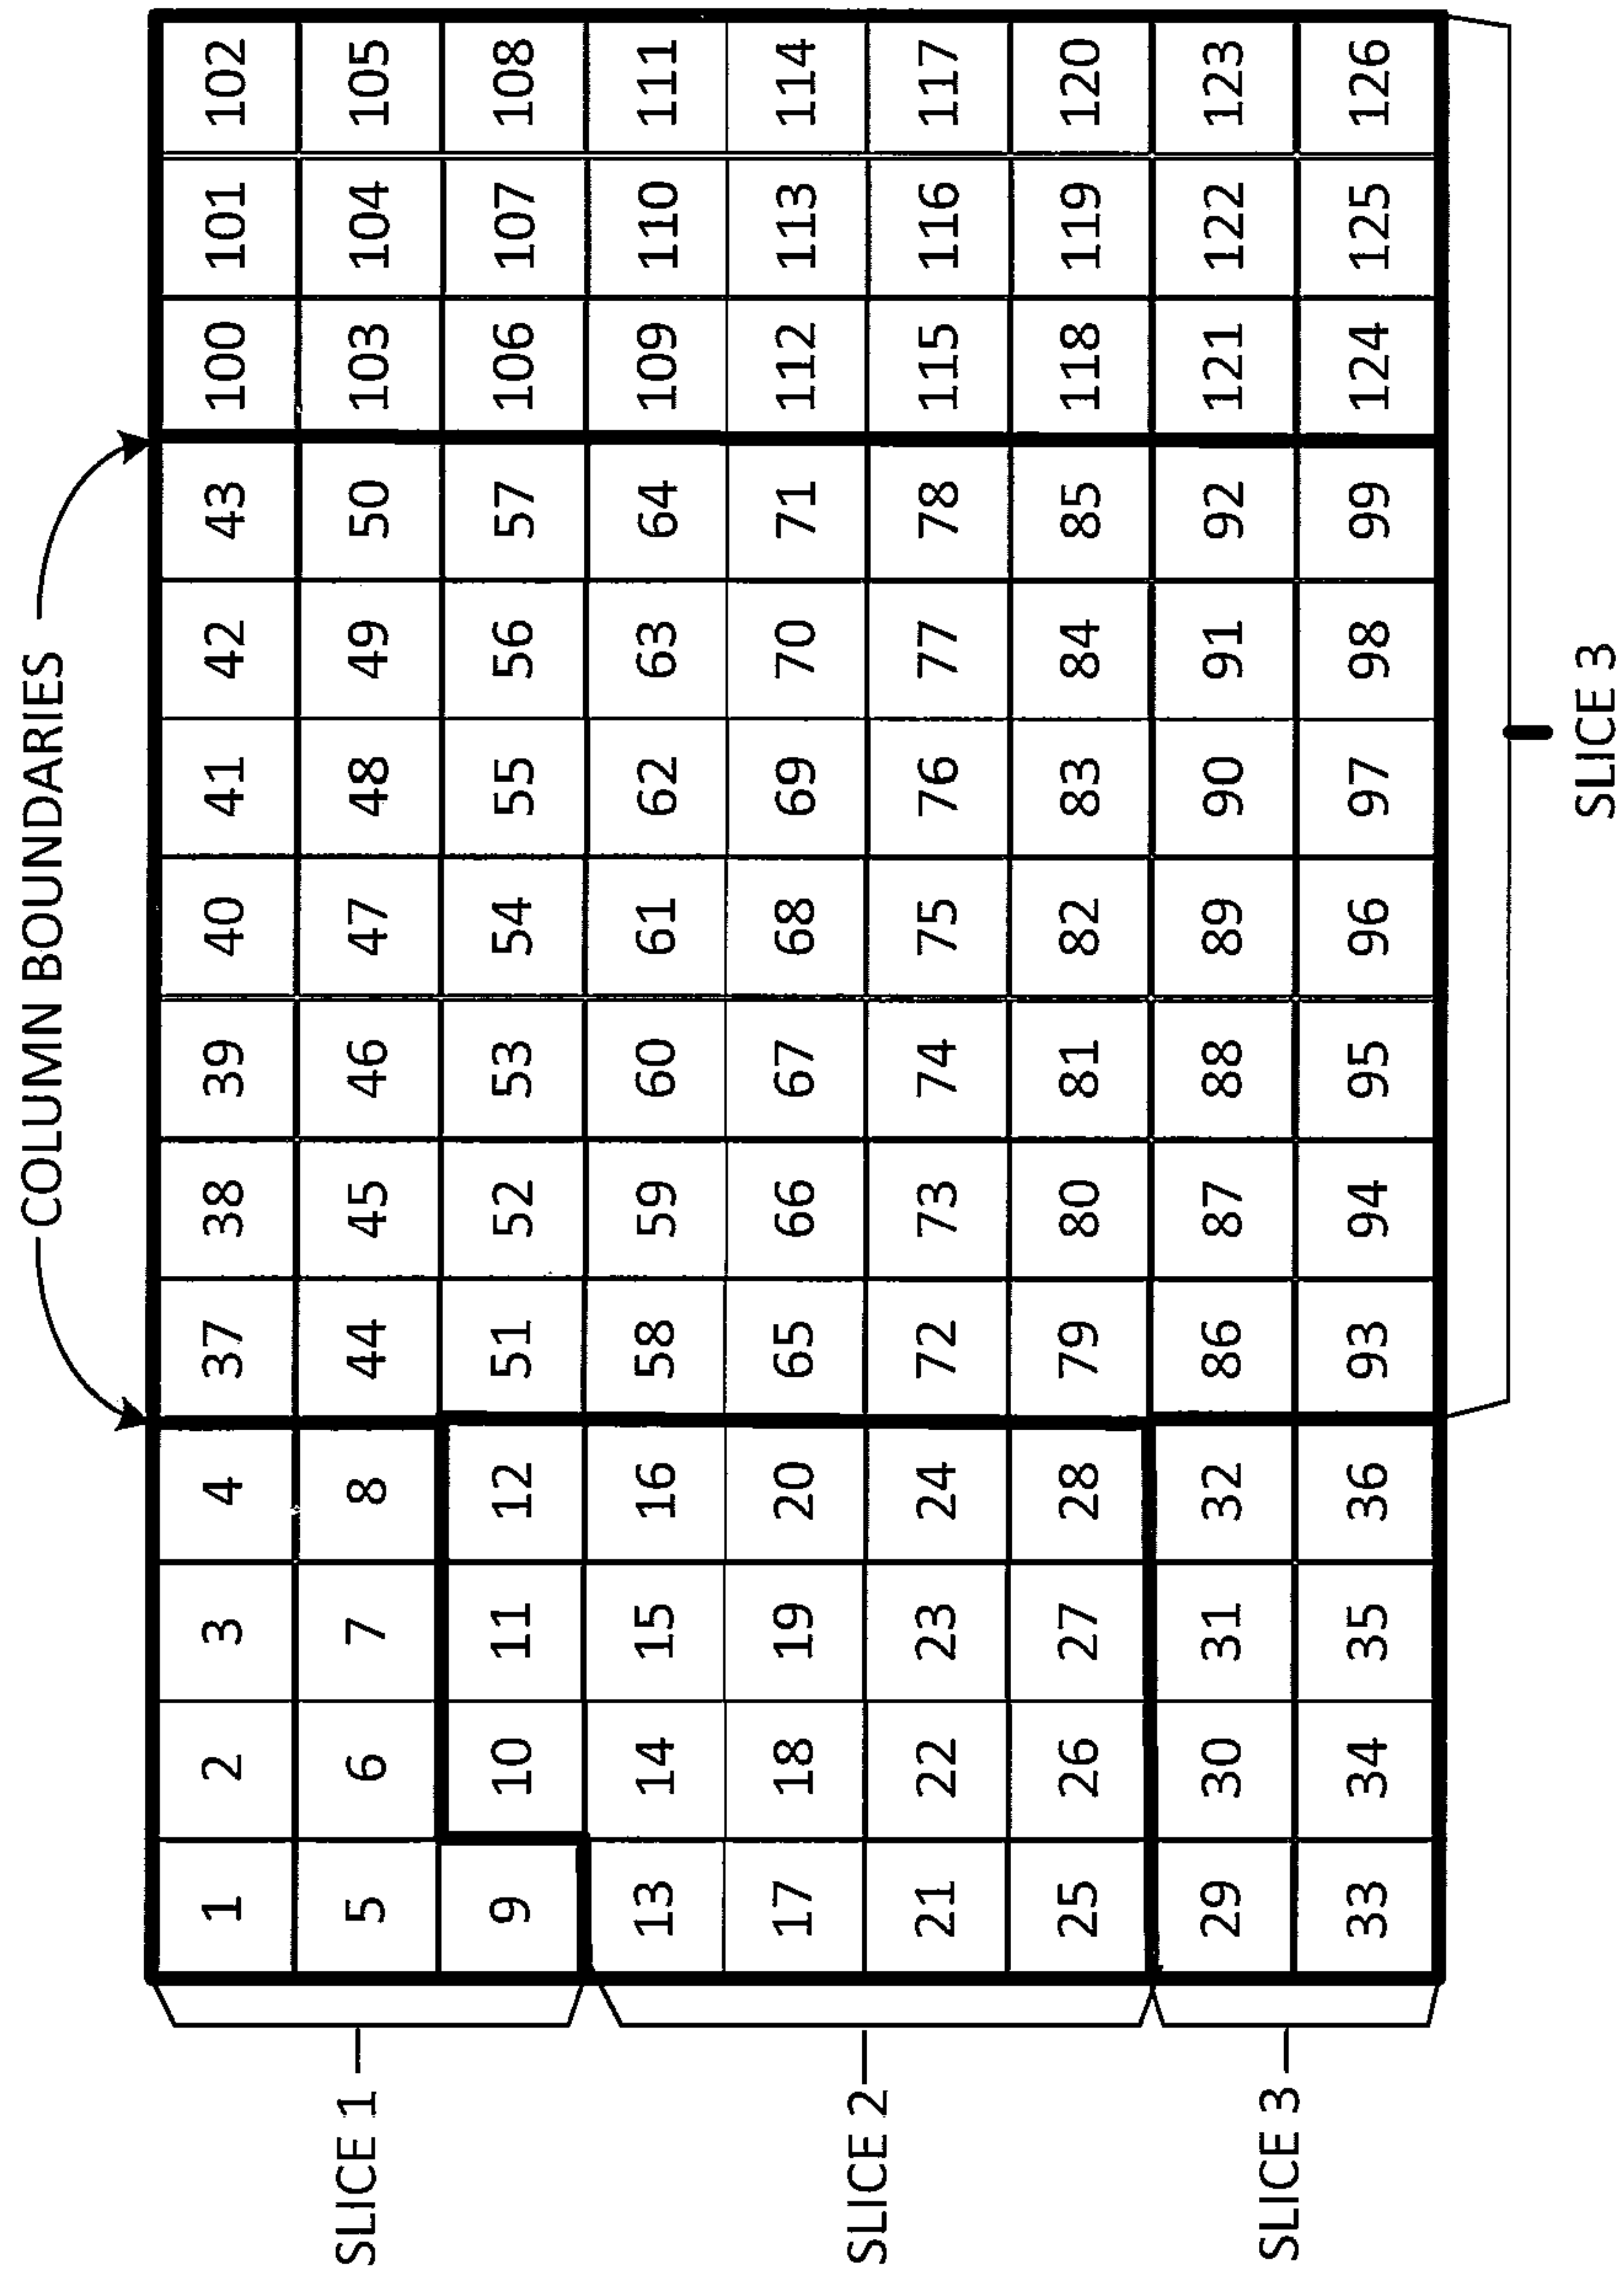 COLUMN BOUNDARIES
1 2 3 4 37 38 39 40 41 42 43 100 101 102
SLICE 1 5 6 7 8 44 45 46 47 48 49 50 103 104 105
9 10 11 12 51 52 53 54 55 56 57 106 107 108
13 14 15 16 58 59 60 61 62 63 64 109 110 111
17 18 19 20 65 66 67 68 69 70 71 112 113 114
SLICE 2
21 22 23 24 72 73 74 75 76 77 78 115 116 117
25 26 27 28 79 80 81 82 83 84 85 118 119 120
29 30 31 32 86 87 88 89 90 91 92 121 122 123
SLICE 3
33 34 35 36 93 94 95 96 97 98 99 124 125 126
SLICE 3